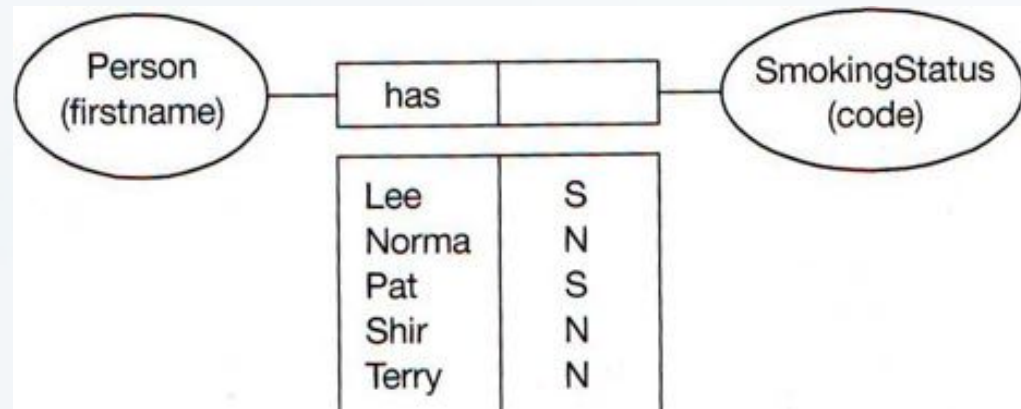 Person
(firstname)
has
SmokingStatus
(code)
Lee S
Norma N
Pat S
Shir N
Terry N